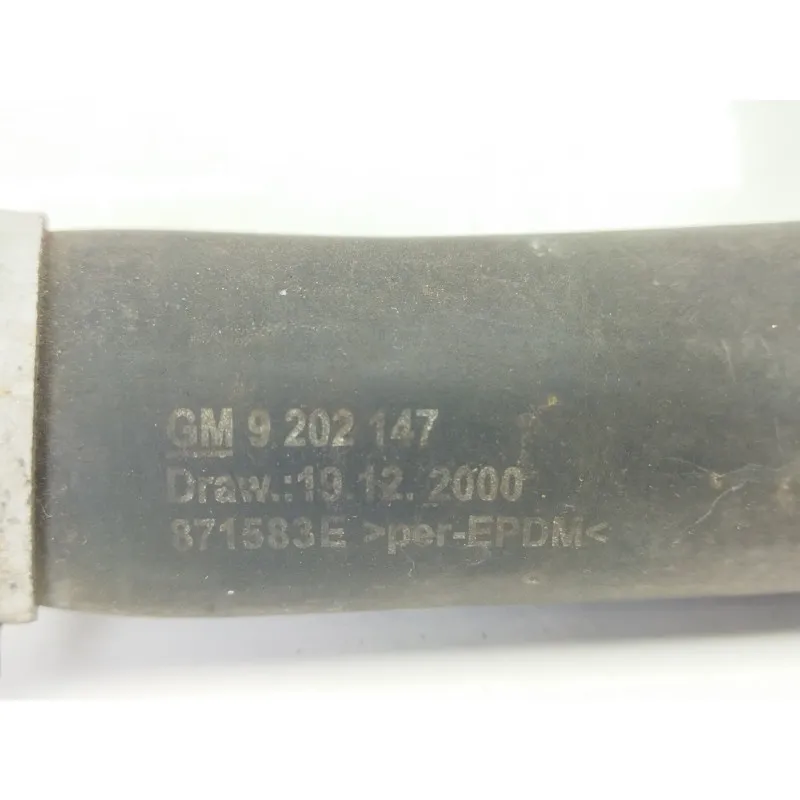 GM 9 202 147
Draw.:19.12. 2000
871583E >per-EPDM<